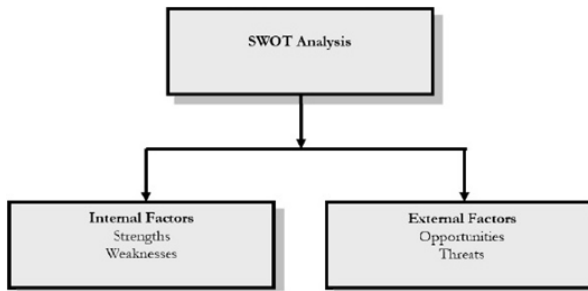 SWOT Analysis
Internal Factors
Strengths
Weaknesses
External Factors
Opportunities
Threats